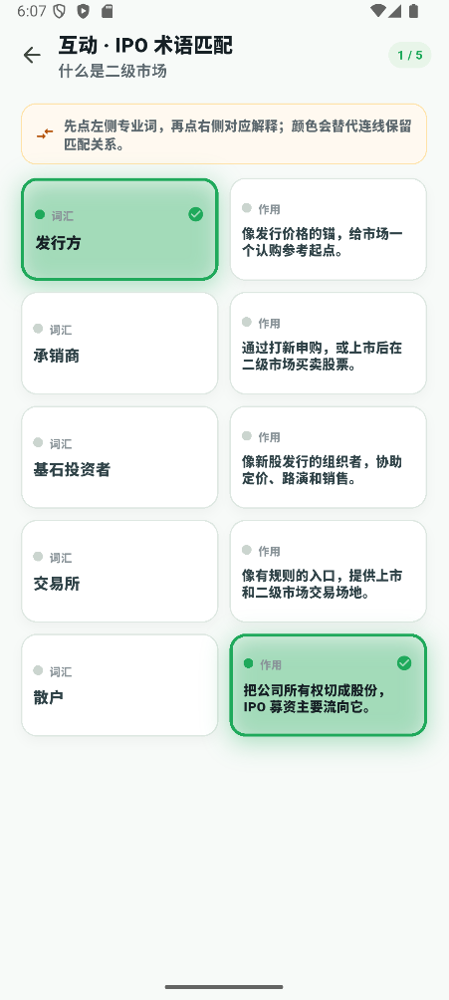 6:07
互动 · IPO 术语匹配
什么是二级市场
1 / 5
先点左侧专业词，再点右侧对应解释；颜色会替代连线保留
匹配关系。
词汇
发行方
作用
像发行价格的锚，给市场一
个认购参考起点。
词汇
承销商
作用
通过打新申购，或上市后在
二级市场买卖股票。
词汇
基石投资者
作用
像新股发行的组织者，协助
定价、路演和销售。
词汇
交易所
作用
像有规则的入口，提供上市
和二级市场交易场地。
词汇
散户
作用
把公司所有权切成股份，
IPO 募资主要流向它。